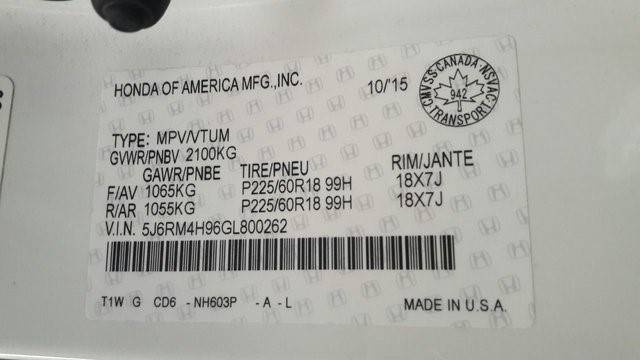 HONDA OF AMERICA MFG.,INC. 10/'15
CMVSS-CANADA-NSVAC
942
TRANSPORT
TYPE: MPV/VTUM
GVWR/PNBV 2100KG
GAWR/PNBE TIRE/PNEU RIM/JANTE
F/AV 1065KG P225/60R18 99H 18X7J
R/AR 1055KG P225/60R18 99H 18X7J
V.I.N. 5J6RM4H96GL800262
T1W G CD6 - NH603P - A - L MADE IN U.S.A.